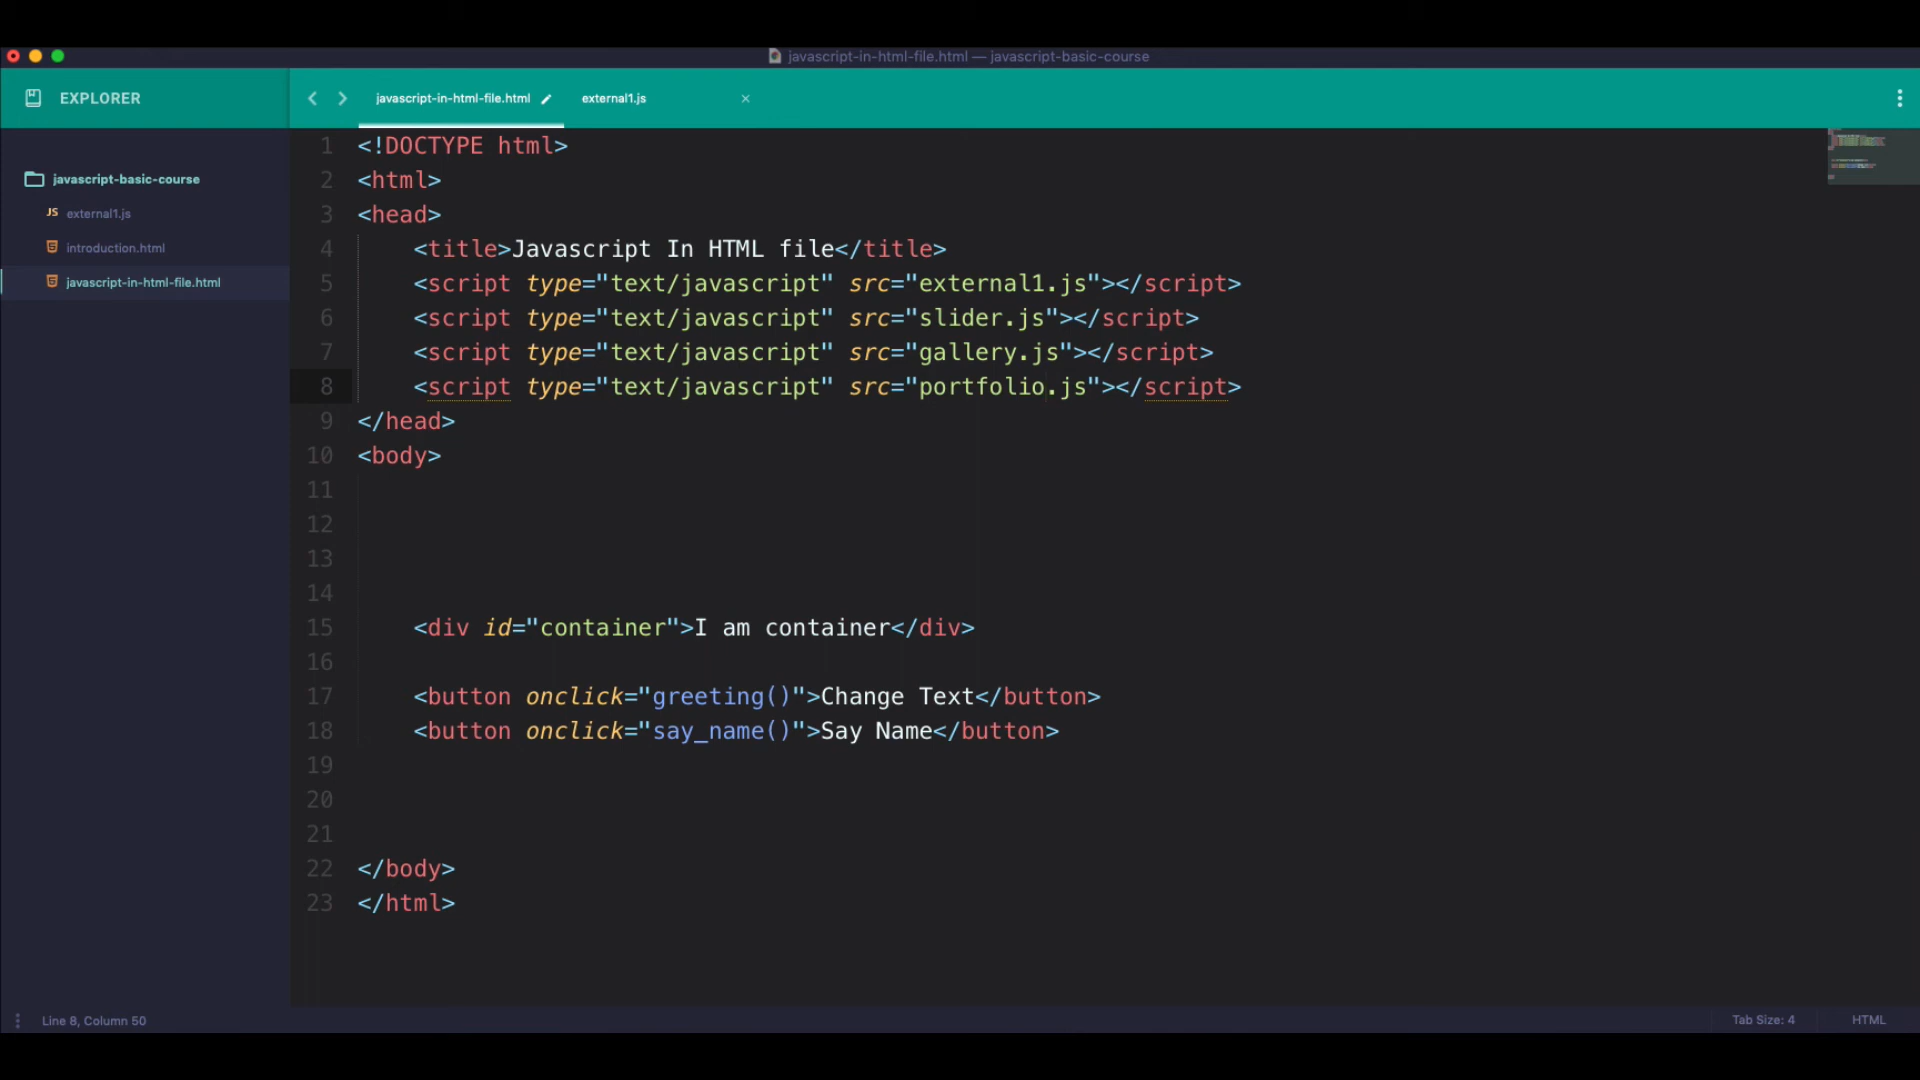 javascript-in-html-file.html — javascript-basic-course
EXPLORER
javascript-in-html-file.html
external1.js
javascript-basic-course
JS external1.js
introduction.html
javascript-in-html-file.html
1 <!DOCTYPE html>
2 <html>
3 <head>
4 <title>Javascript In HTML file</title>
5 <script type="text/javascript" src="external1.js"></script>
6 <script type="text/javascript" src="slider.js"></script>
7 <script type="text/javascript" src="gallery.js"></script>
8 <script type="text/javascript" src="portfolio.js"></script>
9 </head>
10 <body>
11
12
13
14
15 <div id="container">I am container</div>
16
17 <button onclick="greeting()">Change Text</button>
18 <button onclick="say_name()">Say Name</button>
19
20
21
22 </body>
23 </html>
Line 8, Column 50
Tab Size: 4
HTML